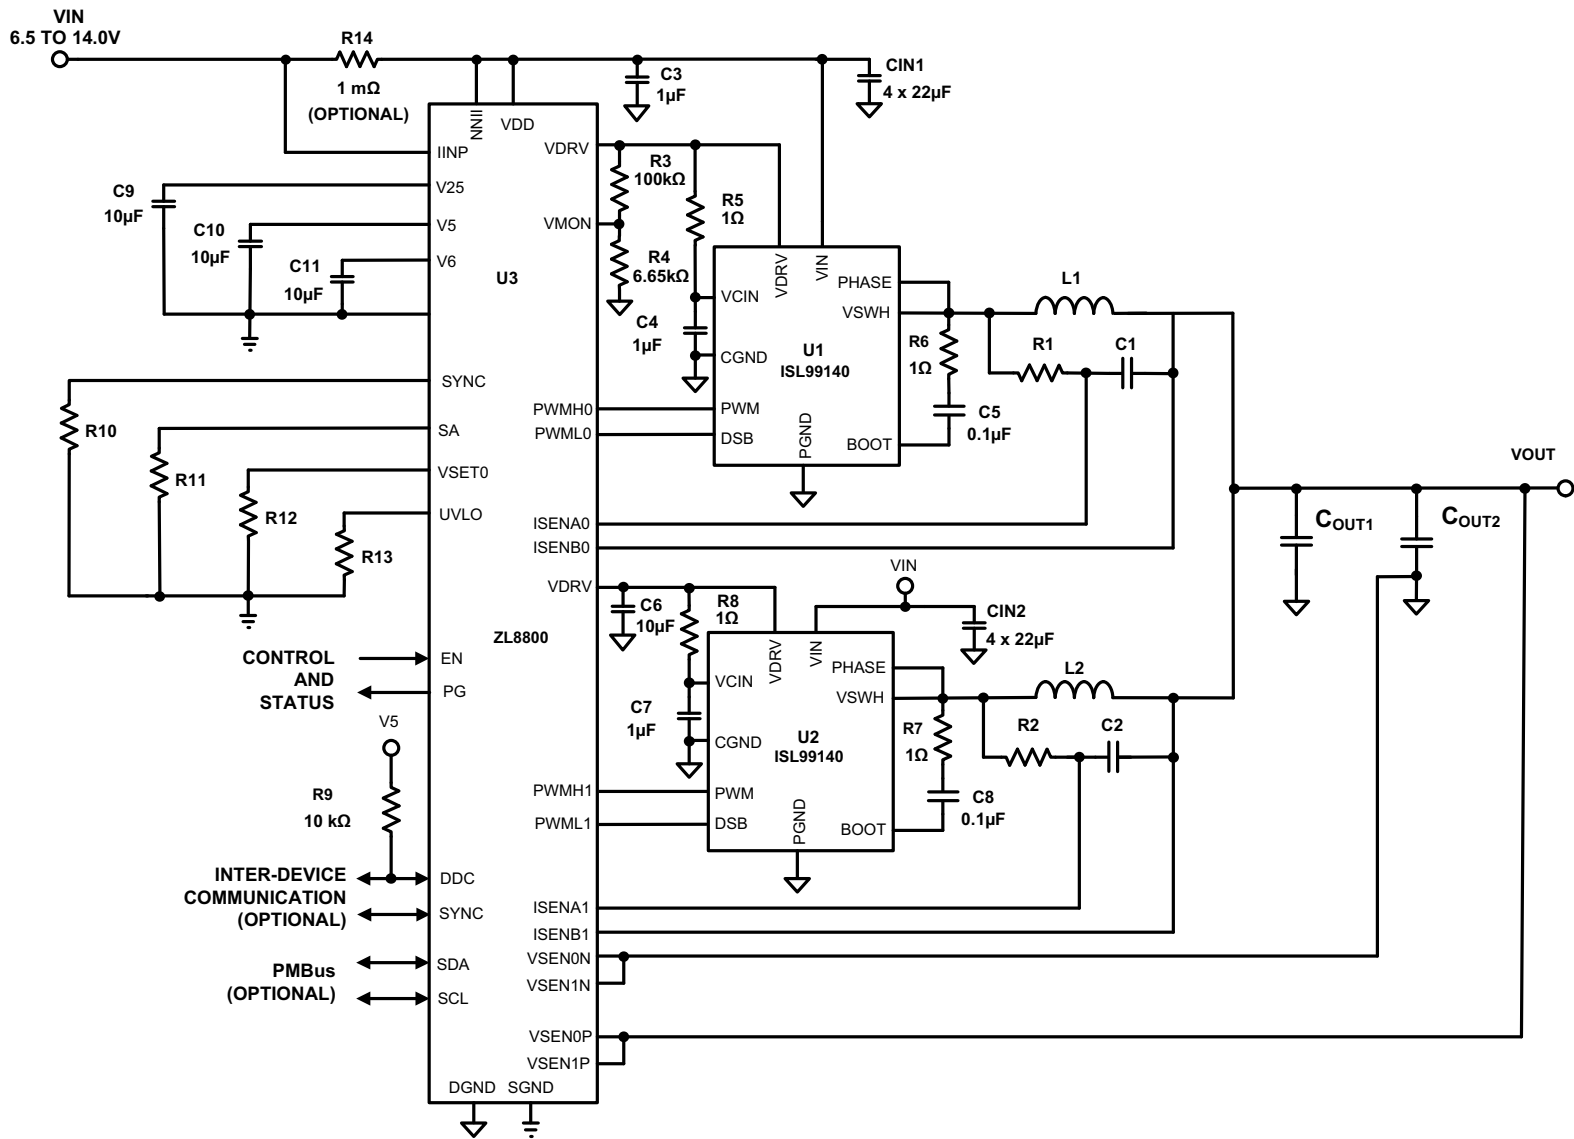 VIN
6.5 TO 14.0V
R14
1 mΩ
(OPTIONAL)
C3
1µF
CIN1
4 x 22µF
IINN
VDD
IINP
V25
V5
V6
U3
VDRV
VMON
C9
10µF
C10
10µF
C11
10µF
R3
100kΩ
R4
6.65kΩ
R5
1Ω
C4
1µF
VDRV
VIN
VCIN
CGND
PWM
DSB
PGND
PHASE
VSWH
BOOT
U1
ISL99140
R6
1Ω
C5
0.1µF
L1
R1
C1
SYNC
SA
VSET0
UVLO
R10
R11
R12
R13
PWMH0
PWML0
ISENA0
ISENB0
VDRV
VOUT
COUT1
COUT2
ZL8800
CONTROL
AND
STATUS
EN
PG
V5
R9
10 kΩ
C6
10µF
R8
1Ω
C7
1µF
VIN
CIN2
4 x 22µF
VDRV
VIN
VCIN
CGND
PWM
DSB
PGND
PHASE
VSWH
BOOT
U2
ISL99140
R7
1Ω
C8
0.1µF
L2
R2
C2
PWMH1
PWML1
INTER-DEVICE
COMMUNICATION
(OPTIONAL)
DDC
SYNC
PMBus
(OPTIONAL)
SDA
SCL
ISENA1
ISENB1
VSEN0N
VSEN1N
VSEN0P
VSEN1P
DGND
SGND